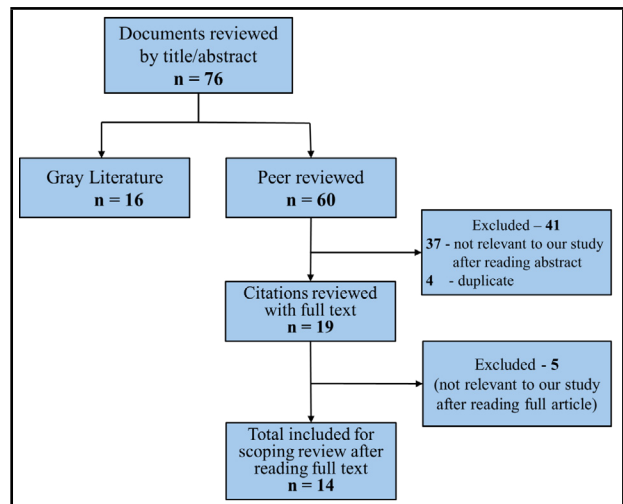 Documents reviewed
by title/abstract
n = 76
Gray Literature
n = 16
Peer reviewed
n = 60
Excluded – 41
37 - not relevant to our study
after reading abstract
4 - duplicate
Citations reviewed
with full text
n = 19
Excluded - 5
(not relevant to our study
after reading full article)
Total included for
scoping review after
reading full text
n = 14